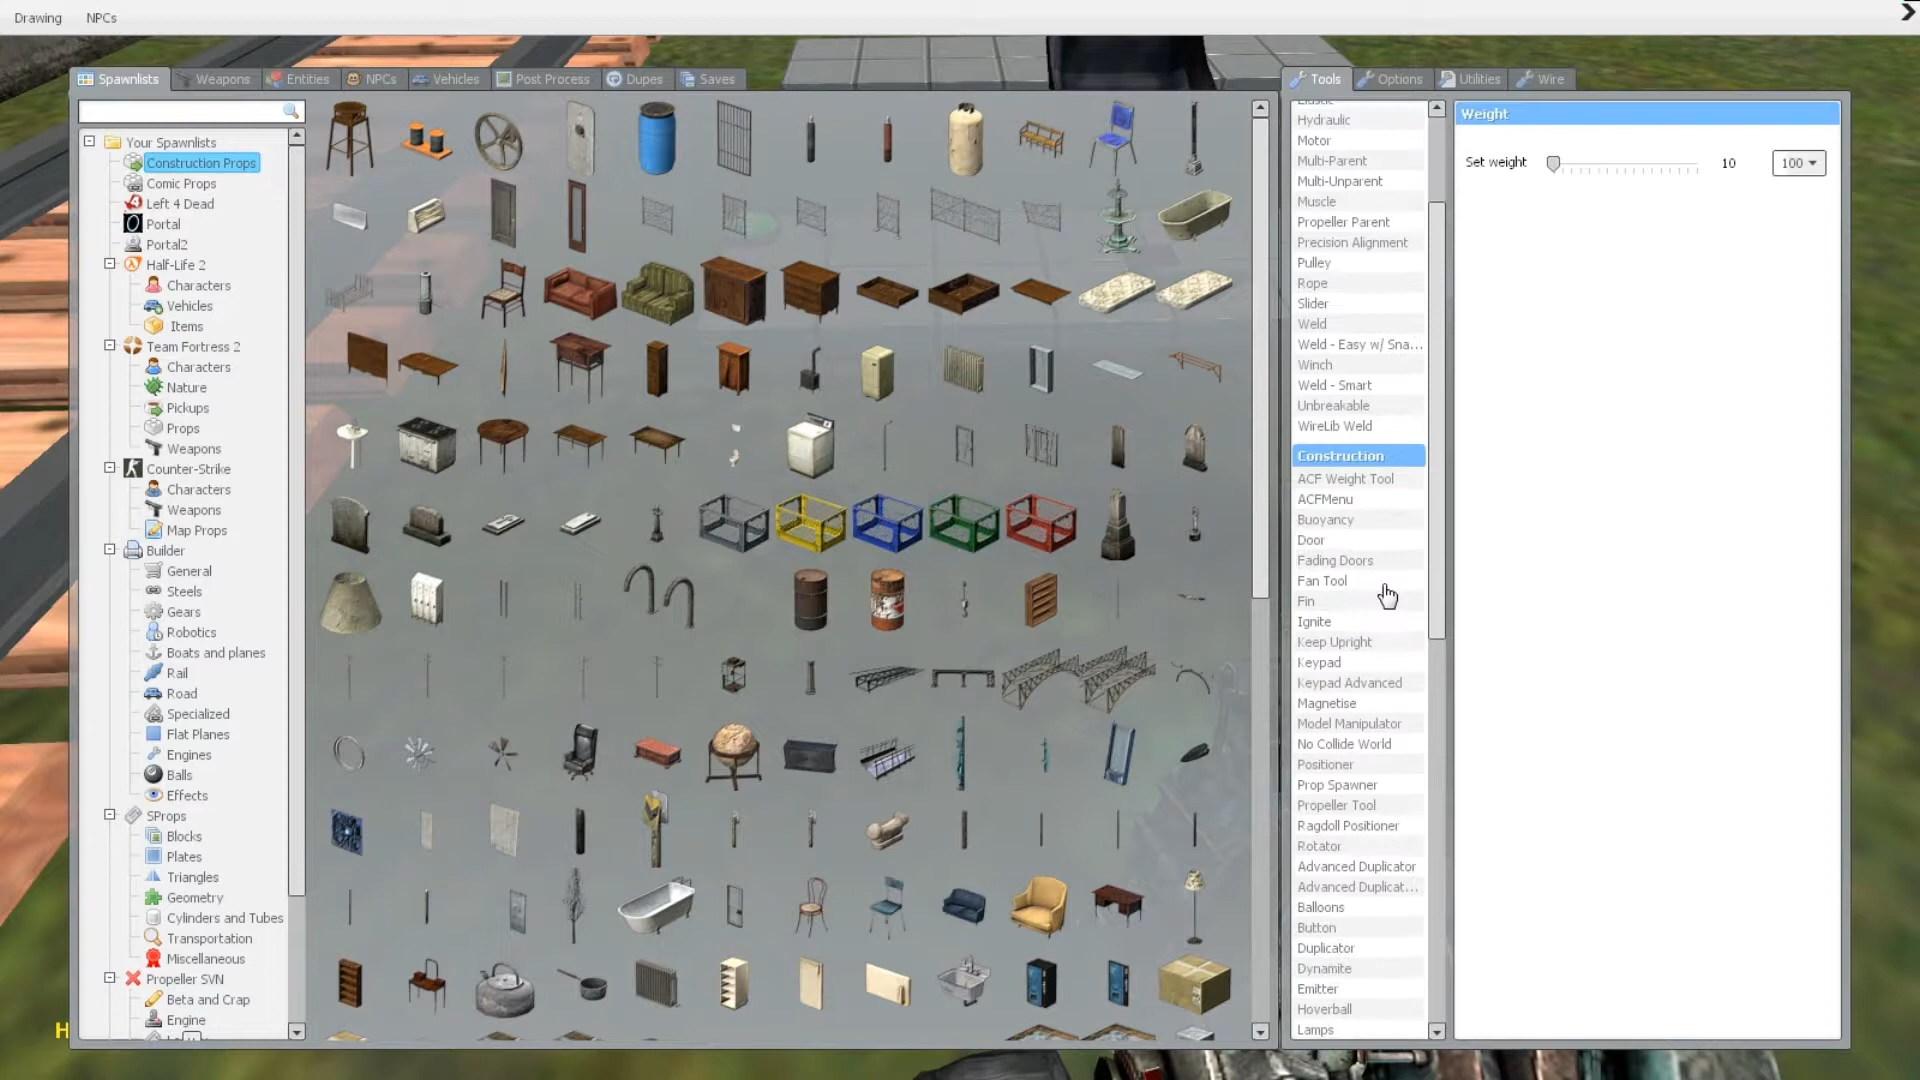 Drawing NPCs
Spawnlists Weapons Entities NPCs Vehicles Post Process Dupes Saves
Your Spawnlists
Construction Props
Comic Props
Left 4 Dead
Portal
Portal2
Half-Life 2
Characters
Vehicles
Items
Team Fortress 2
Characters
Nature
Pickups
Props
Weapons
Counter-Strike
Characters
Weapons
Map Props
Builder
General
Steels
Gears
Robotics
Boats and planes
Rail
Road
Specialized
Flat Planes
Engines
Balls
Effects
SProps
Blocks
Plates
Triangles
Geometry
Cylinders and Tubes
Transportation
Miscellaneous
Propeller SVN
Beta and Crap
Engine
H
Tools Options Utilities Wire
Elastic
Hydraulic
Motor
Multi-Parent
Multi-Unparent
Muscle
Propeller Parent
Precision Alignment
Pulley
Rope
Slider
Weld
Weld - Easy w/ Sna...
Winch
Weld - Smart
Unbreakable
WireLib Weld
Construction
ACF Weight Tool
ACFMenu
Buoyancy
Door
Fading Doors
Fan Tool
Fin
Ignite
Keep Upright
Keypad
Keypad Advanced
Magnetise
Model Manipulator
No Collide World
Positioner
Prop Spawner
Propeller Tool
Ragdoll Positioner
Rotator
Advanced Duplicator
Advanced Duplicat...
Balloons
Button
Duplicator
Dynamite
Emitter
Hoverball
Lamps
Weight
Set weight 10 100